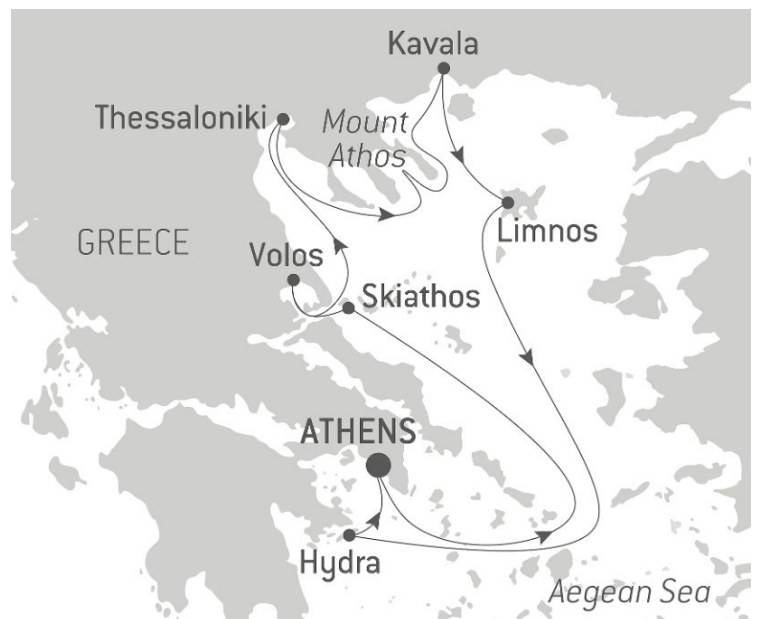 Kavala
Thessaloniki
Mount
Athos
Limnos
GREECE
Volos
Skiathos
ATHENS
Hydra
Aegean Sea